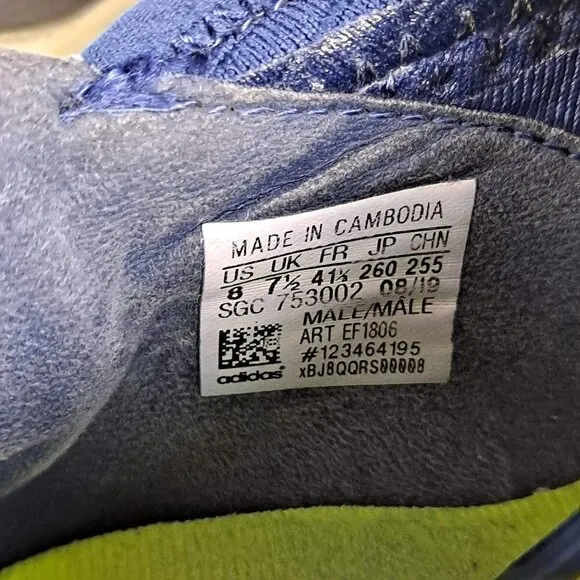 MADE IN CAMBODIA
US UK FR JP CHN
8 7½ 41⅓ 260 255
SGC 753002 08/19
MALE/MÂLE
ART EF1806
#123464195
adidas xBJ8QQRS00008